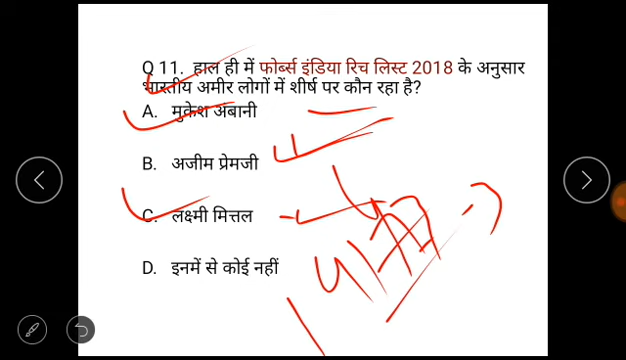 Q 11. हाल ही में फोर्ब्स इंडिया रिच लिस्ट 2018 के अनुसार
भारतीय अमीर लोगों में शीर्ष पर कौन रहा है?
A. मुकेश अंबानी
B. अजीम प्रेमजी
C. लक्ष्मी मित्तल
D. इनमें से कोई नहीं